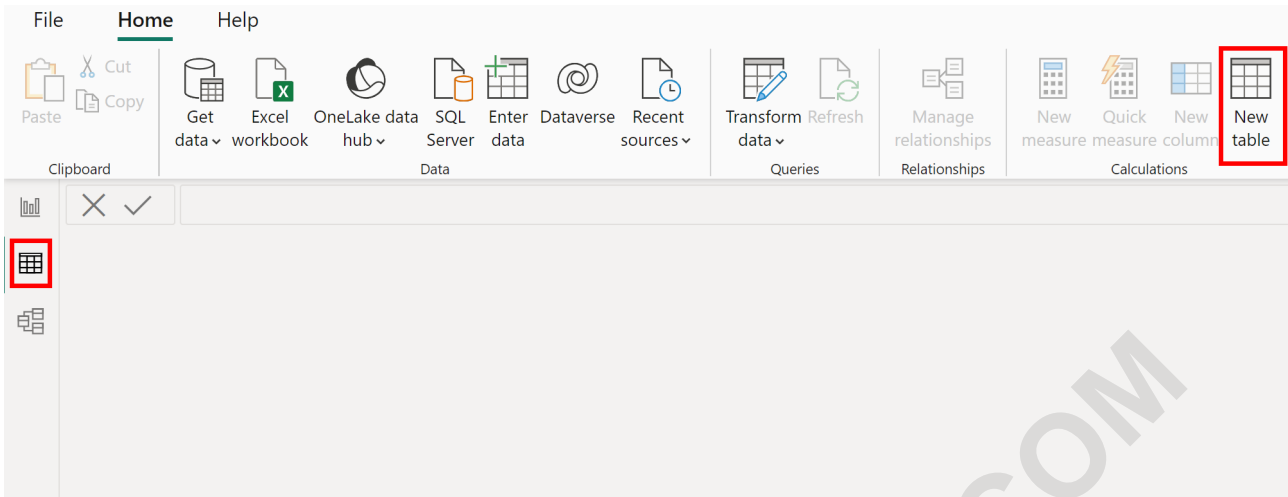 File Home Help
Cut
Copy
Paste Get Excel OneLake data SQL Enter Dataverse Recent Transform Refresh Manage New Quick New New
data workbook hub Server data sources data relationships measure measure column table
Clipboard Data Queries Relationships Calculations
COM